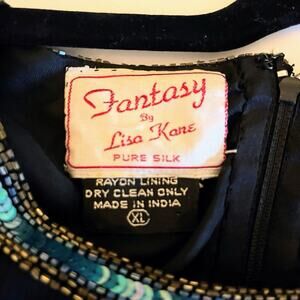 Fantasy
By
Lisa Kane
PURE SILK
RAYON LINING
DRY CLEAN ONLY
MADE IN INDIA
XL